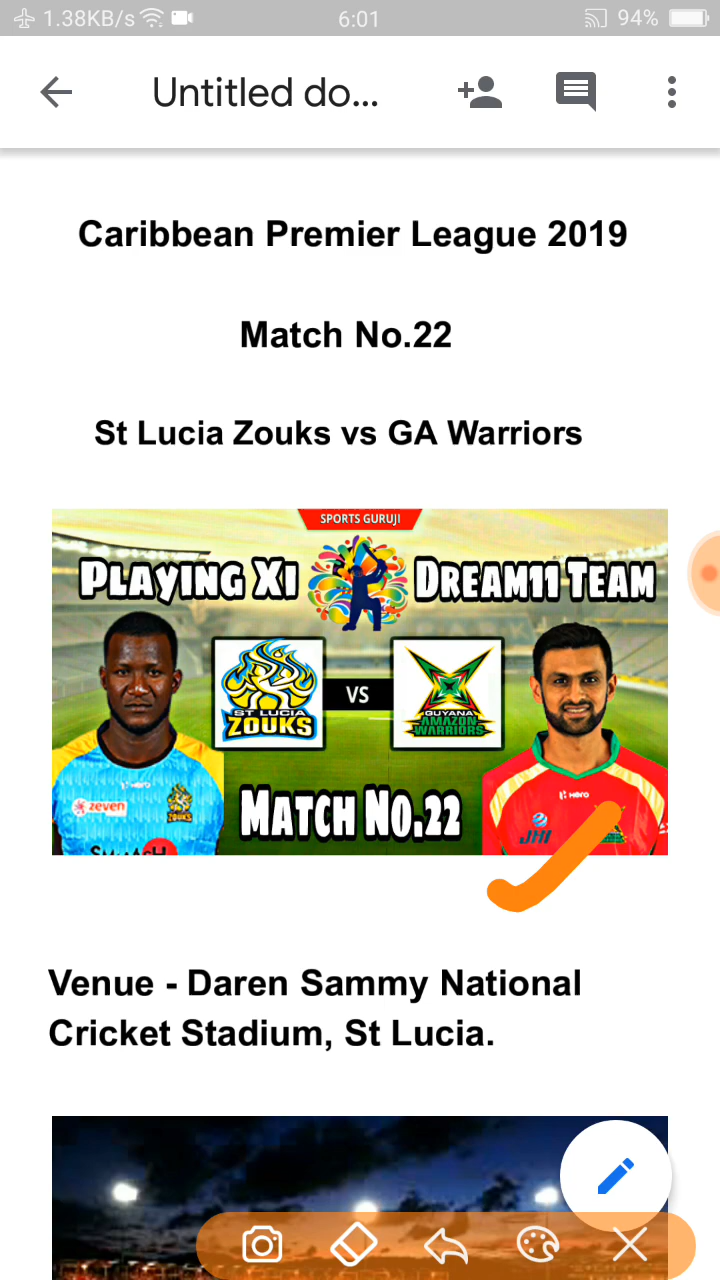 1.38KB/s
6:01
94%
Untitled do...
Caribbean Premier League 2019
Match No.22
St Lucia Zouks vs GA Warriors
SPORTS GURUJI
PLAYING XI
DREAM11 TEAM
ST LUCIA
ZOUKS
VS
GUYANA
AMAZON
WARRIORS
HERO
zeven
ZOUKS
HERO
JHI
MATCH NO.22
Venue - Daren Sammy National
Cricket Stadium, St Lucia.